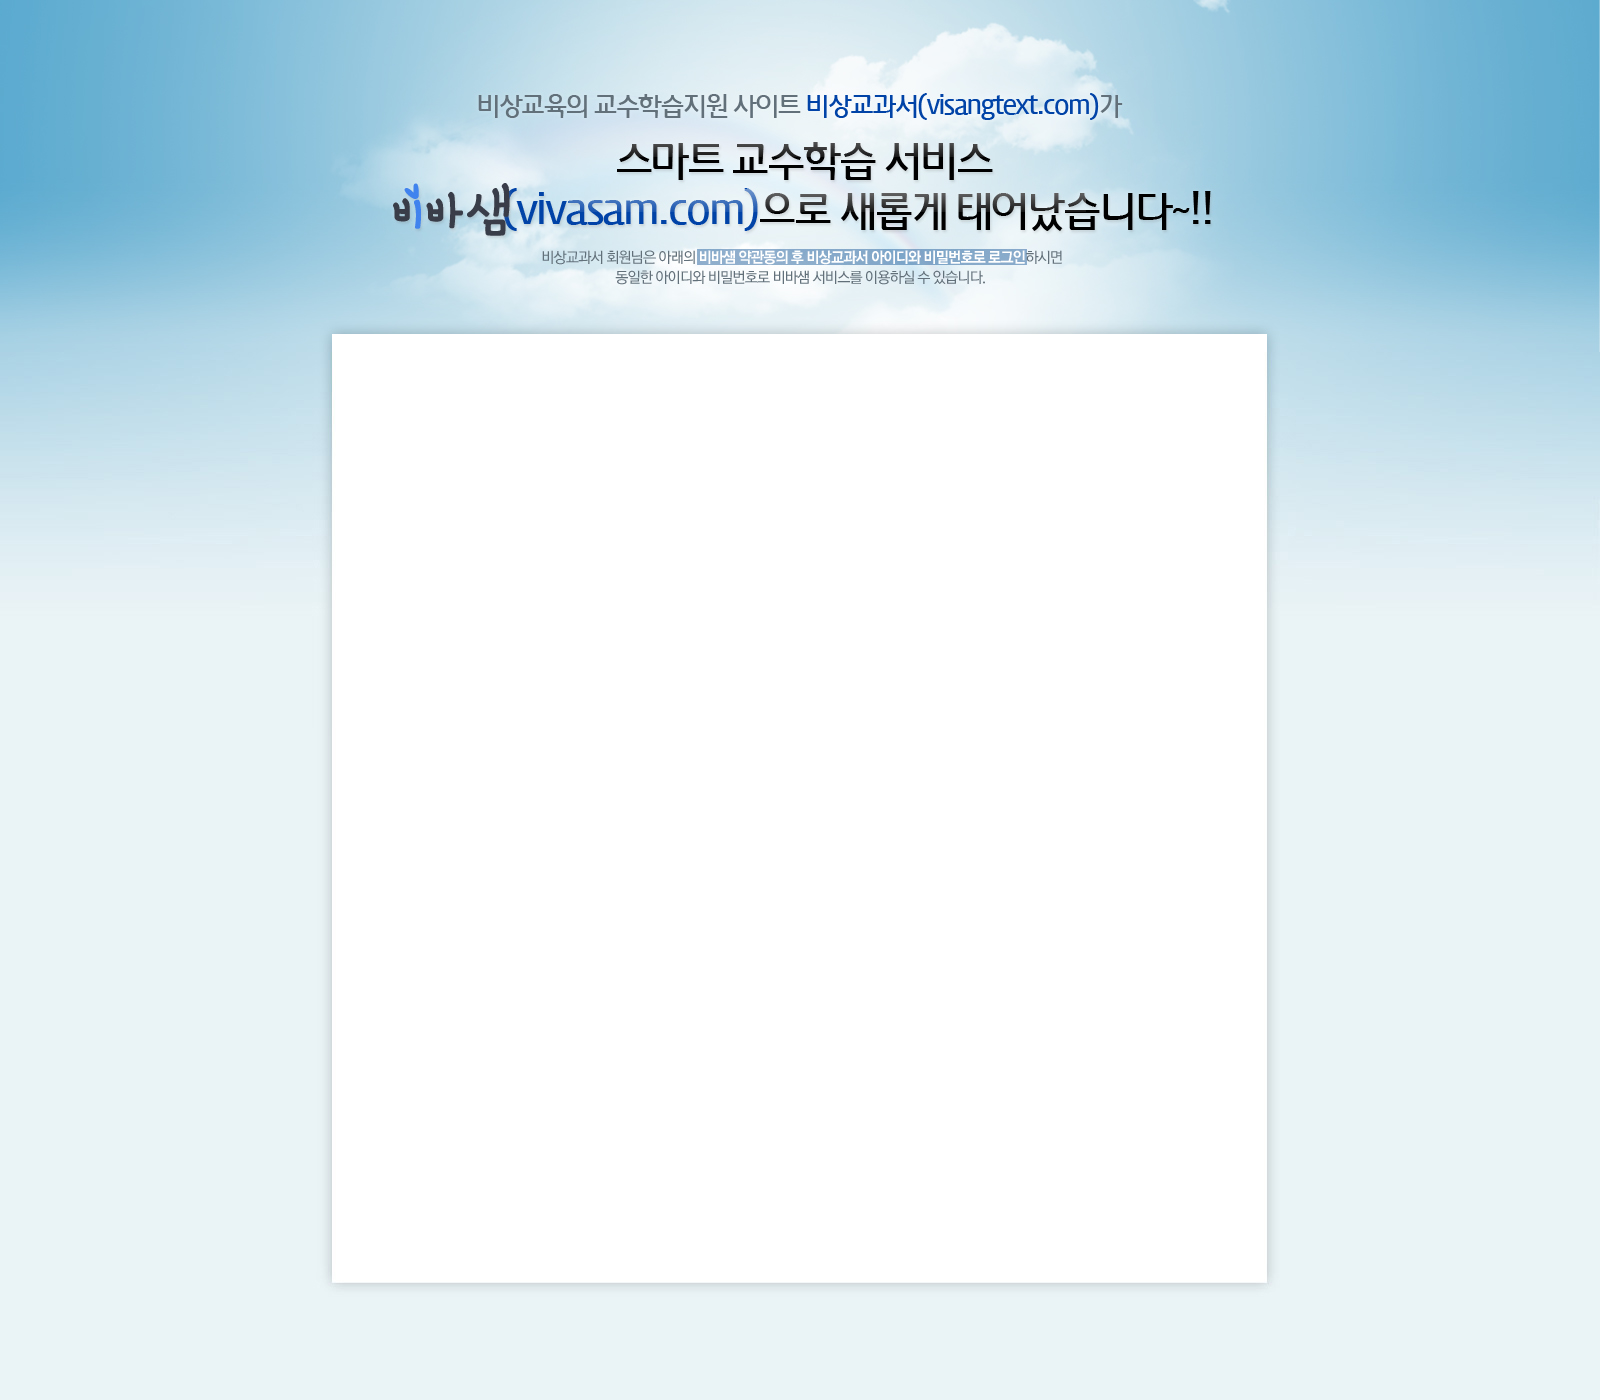 비상교육의 교수학습지원 사이트 비상교과서(visangtext.com)가
스마트 교수학습 서비스
비바샘(vivasam.com)으로 새롭게 태어났습니다~!!
비상교과서 회원님은 아래의 비바샘 약관동의 후 비상교과서 아이디와 비밀번호로 로그인하시면
동일한 아이디와 비밀번호로 비바샘 서비스를 이용하실 수 있습니다.